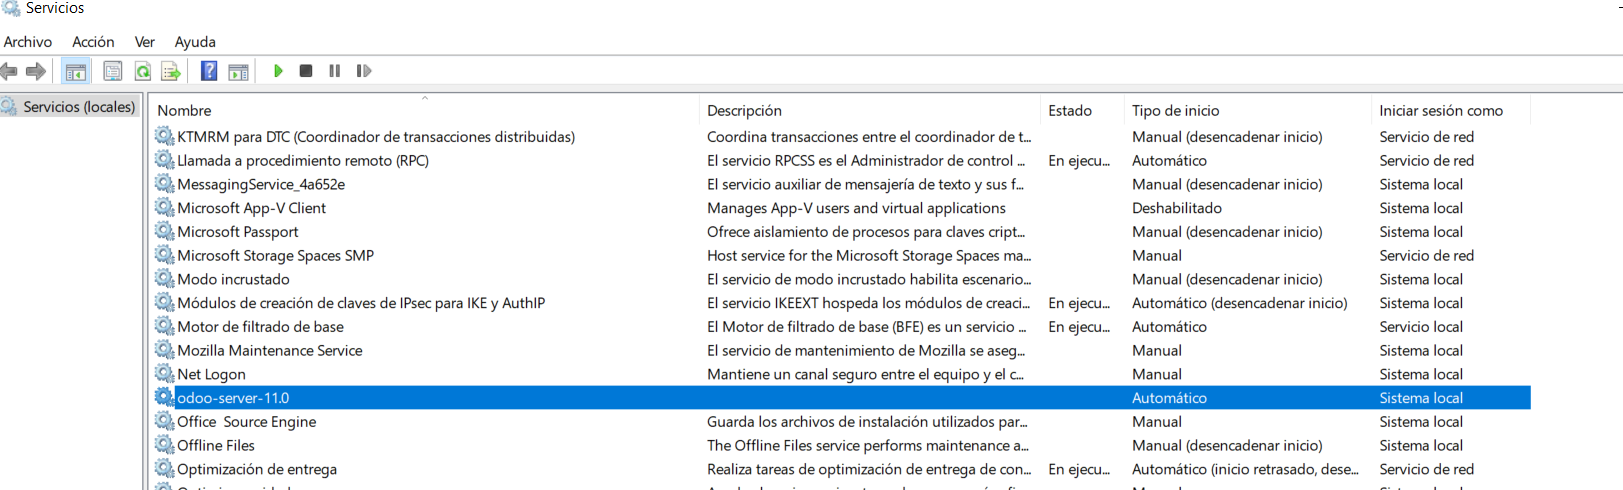 Servicios
Archivo Acción Ver Ayuda
Servicios (locales)
Nombre Descripción Estado Tipo de inicio Iniciar sesión como
KTMRM para DTC (Coordinador de transacciones distribuidas) Coordina transacciones entre el coordinador de t... Manual (desencadenar inicio) Servicio de red
Llamada a procedimiento remoto (RPC) El servicio RPCSS es el Administrador de control ... En ejecu... Automático Servicio de red
MessagingService_4a652e El servicio auxiliar de mensajería de texto y sus f... Manual (desencadenar inicio) Sistema local
Microsoft App-V Client Manages App-V users and virtual applications Deshabilitado Sistema local
Microsoft Passport Ofrece aislamiento de procesos para claves cript... Manual (desencadenar inicio) Sistema local
Microsoft Storage Spaces SMP Host service for the Microsoft Storage Spaces ma... Manual Servicio de red
Modo incrustado El servicio de modo incrustado habilita escenario... Manual (desencadenar inicio) Sistema local
Módulos de creación de claves de IPsec para IKE y AuthIP El servicio IKEEXT hospeda los módulos de creaci... En ejecu... Automático (desencadenar inicio) Sistema local
Motor de filtrado de base El Motor de filtrado de base (BFE) es un servicio ... En ejecu... Automático Servicio local
Mozilla Maintenance Service El servicio de mantenimiento de Mozilla se aseg... Manual Sistema local
Net Logon Mantiene un canal seguro entre el equipo y el c... Manual Sistema local
odoo-server-11.0 Automático Sistema local
Office Source Engine Guarda los archivos de instalación utilizados par... Manual Sistema local
Offline Files The Offline Files service performs maintenance a... Manual (desencadenar inicio) Sistema local
Optimización de entrega Realiza tareas de optimización de entrega de con... En ejecu... Automático (inicio retrasado, dese... Servicio de red